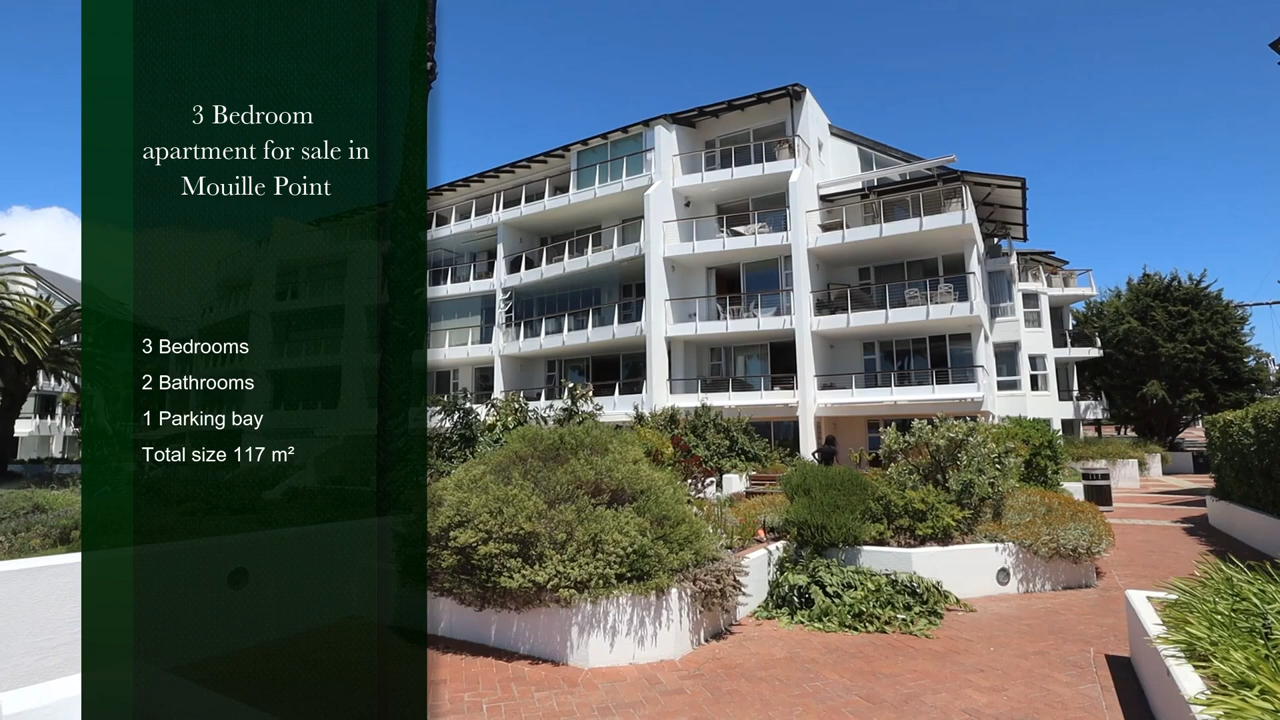 3 Bedroom
apartment for sale in
Mouille Point
3 Bedrooms
2 Bathrooms
1 Parking bay
Total size 117 m²